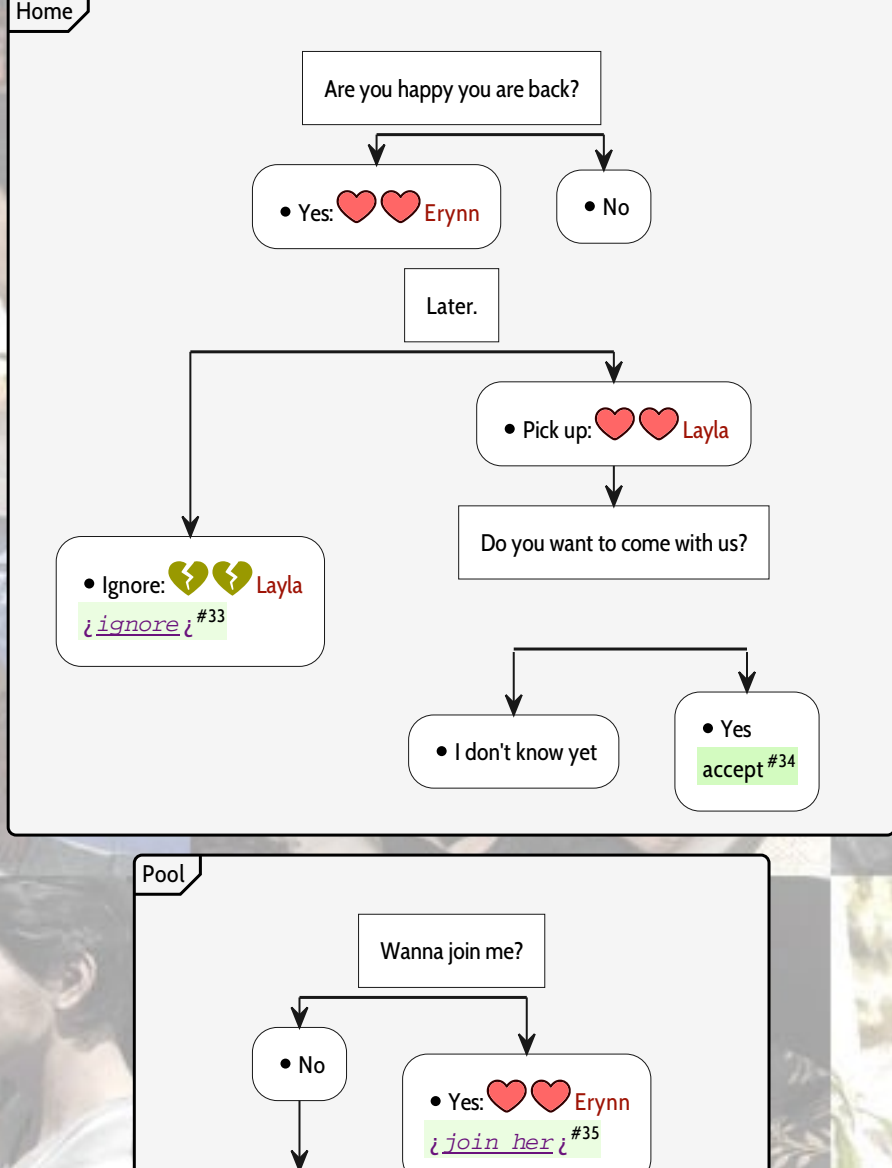 Home
Are you happy you are back?
• Yes: Erynn
• No
Later.
• Pick up: Layla
Do you want to come with us?
• Ignore: Layla
¿ignore¿ #33
• I don't know yet
• Yes
accept #34
Pool
Wanna join me?
• No
• Yes: Erynn
¿join her¿ #35